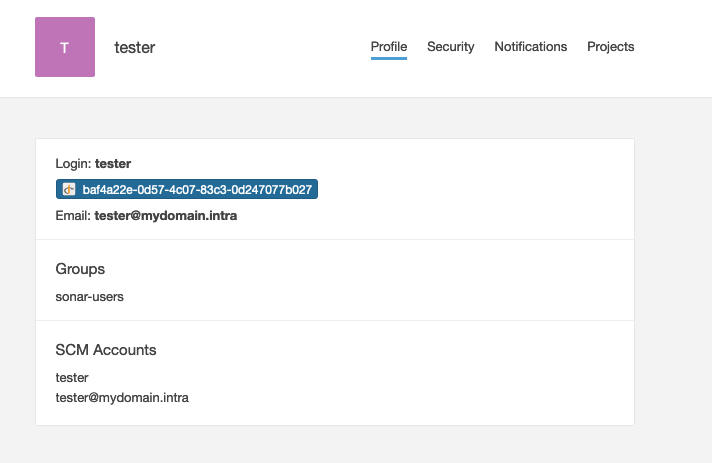 T
tester
Profile Security Notifications Projects
Login: tester
baf4a22e-0d57-4c07-83c3-0d247077b027
Email: tester@mydomain.intra
Groups
sonar-users
SCM Accounts
tester
tester@mydomain.intra